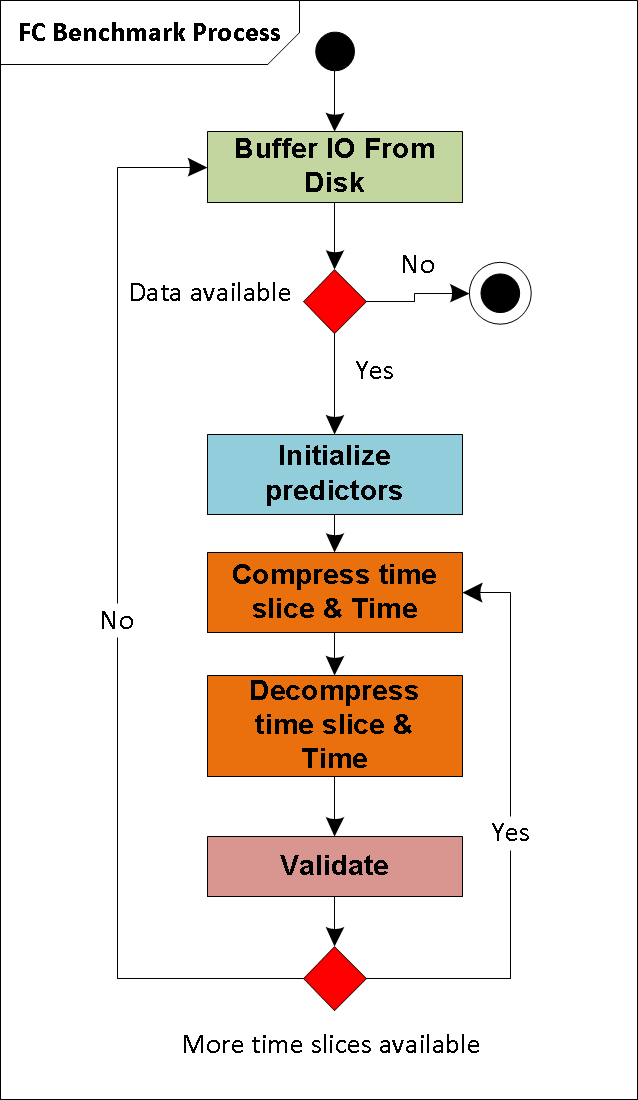 FC Benchmark Process
Buffer IO From
Disk
No
Data available
Yes
Initialize
predictors
Compress time
slice & Time
No
Decompress
time slice &
Time
Yes
Validate
More time slices available